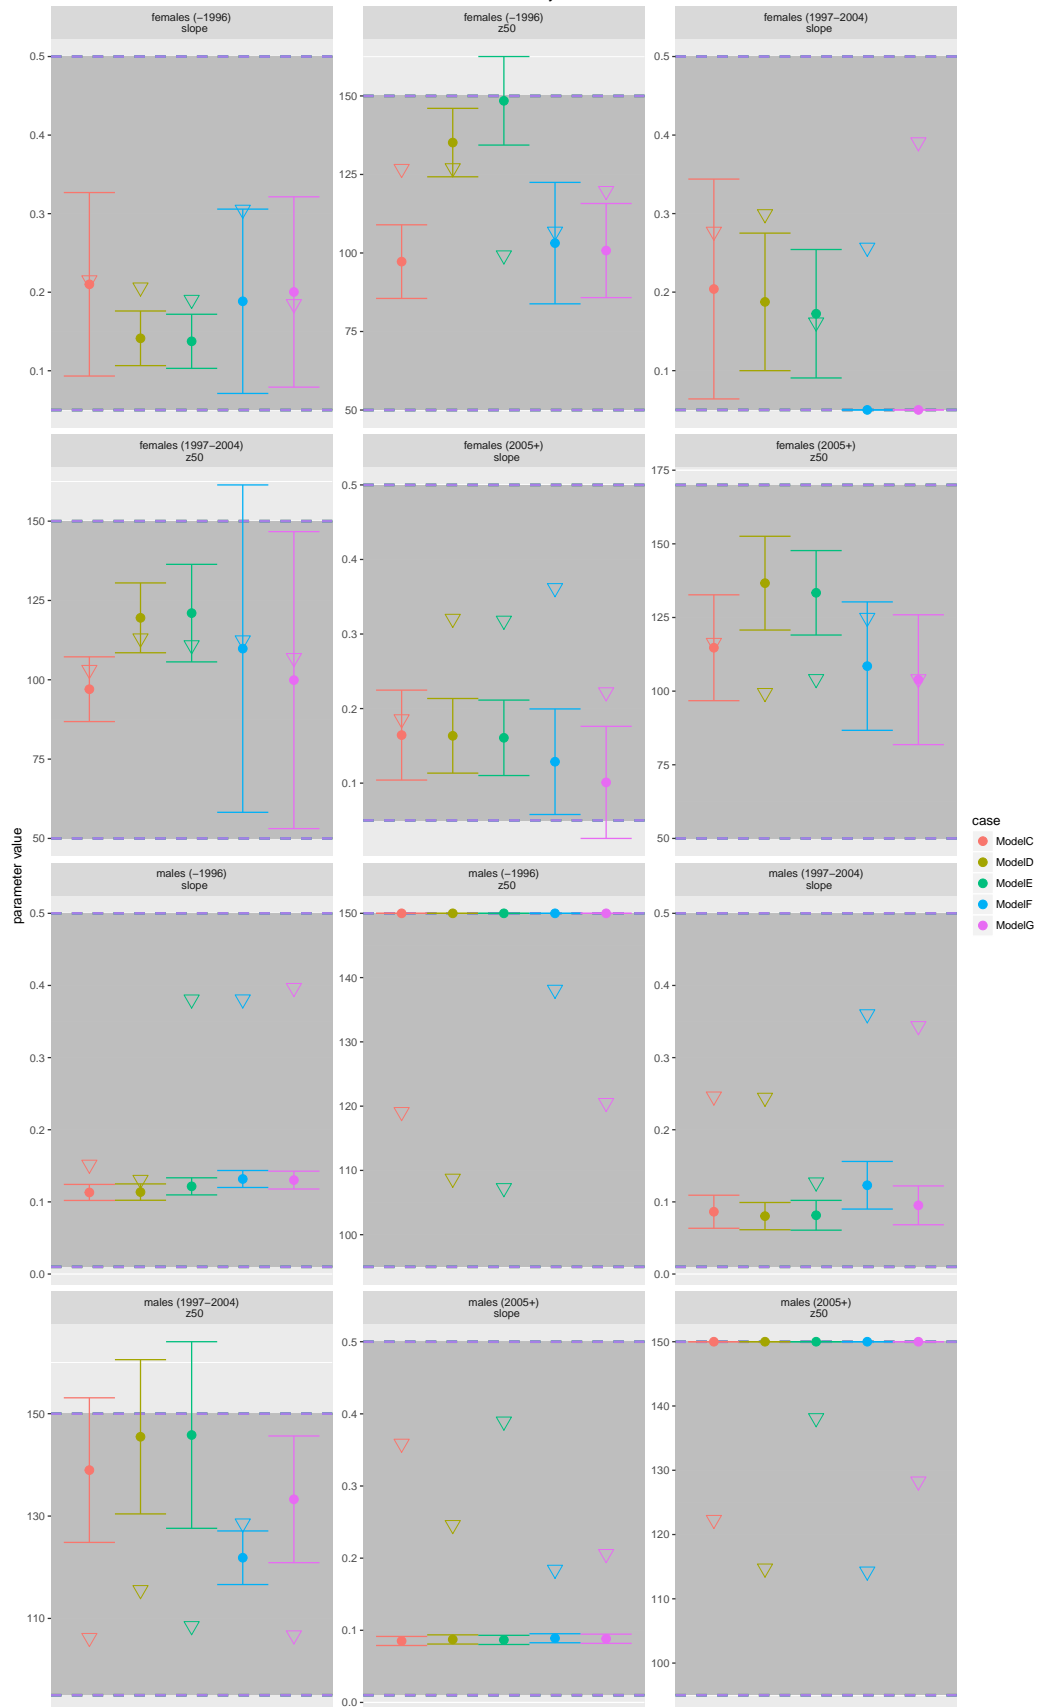 females (−1996)
slope
females (−1996)
z50
females (1997−2004)
slope
0.5
0.4
0.3
0.2
0.1
150
125
100
75
50
0.5
0.4
0.3
0.2
0.1
females (1997−2004)
z50
females (2005+)
slope
females (2005+)
z50
150
125
100
75
50
0.5
0.4
0.3
0.2
0.1
175
150
125
100
75
50
parameter value
case
ModelC
ModelD
ModelE
ModelF
ModelG
males (−1996)
slope
males (−1996)
z50
males (1997−2004)
slope
0.5
0.4
0.3
0.2
0.1
0.0
150
140
130
120
110
100
0.5
0.4
0.3
0.2
0.1
0.0
males (1997−2004)
z50
males (2005+)
slope
males (2005+)
z50
150
130
110
0.5
0.4
0.3
0.2
0.1
0.0
150
140
130
120
110
100